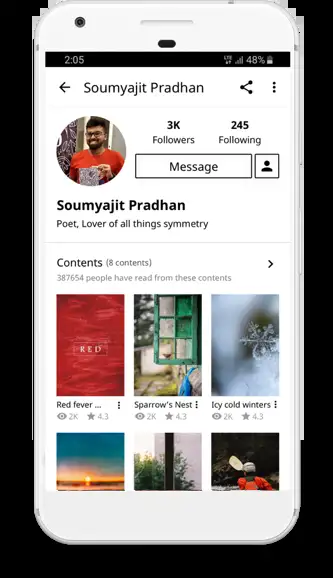 2:05
LTE
48%
Soumyajit Pradhan
3K 245
Followers Following
Message
Soumyajit Pradhan
Poet, Lover of all things symmetry
Contents (8 contents)
387654 people have read from these contents
RED
Red fever ... Sparrow's Nest Icy cold winters
2K 4.3 2K 4.3 2K 4.3